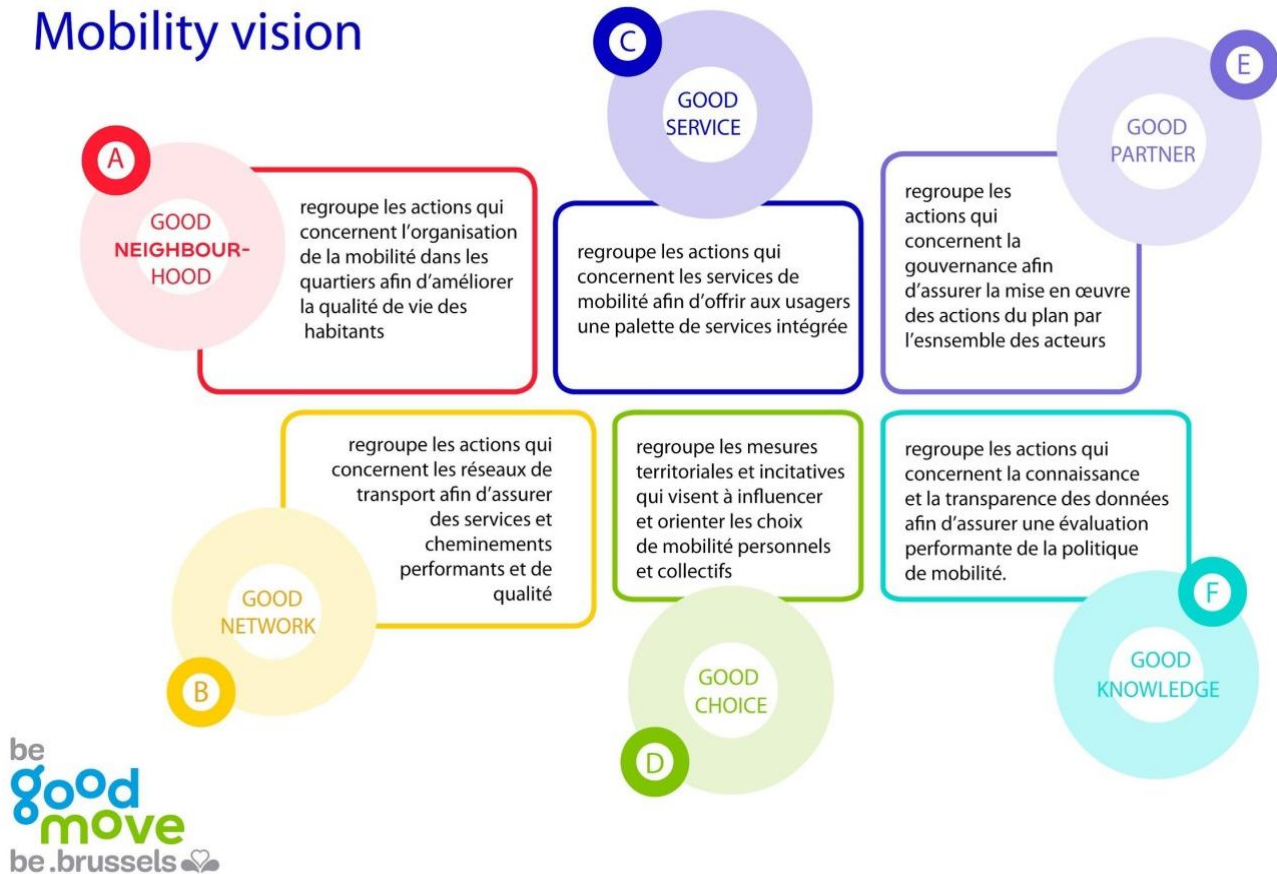 Mobility vision
A
GOOD
NEIGHBOUR-
HOOD
regroupe les actions qui
concernent l'organisation
de la mobilité dans les
quartiers afin d'améliorer
la qualité de vie des
habitants
C
GOOD
SERVICE
regroupe les actions qui
concernent les services de
mobilité afin d'offrir aux usagers
une palette de services intégrée
E
GOOD
PARTNER
regroupe les
actions qui
concernent la
gouvernance afin
d'assurer la mise en œuvre
des actions du plan par
l'esnsemble des acteurs
regroupe les actions qui
concernent les réseaux de
transport afin d'assurer
des services et
cheminements
performants et de
qualité
GOOD
NETWORK
B
regroupe les mesures
territoriales et incitatives
qui visent à influencer
et orienter les choix
de mobilité personnels
et collectifs
GOOD
CHOICE
D
regroupe les actions qui
concernent la connaissance
et la transparence des données
afin d'assurer une évaluation
performante de la politique
de mobilité.
F
GOOD
KNOWLEDGE
be
good
move
be.brussels